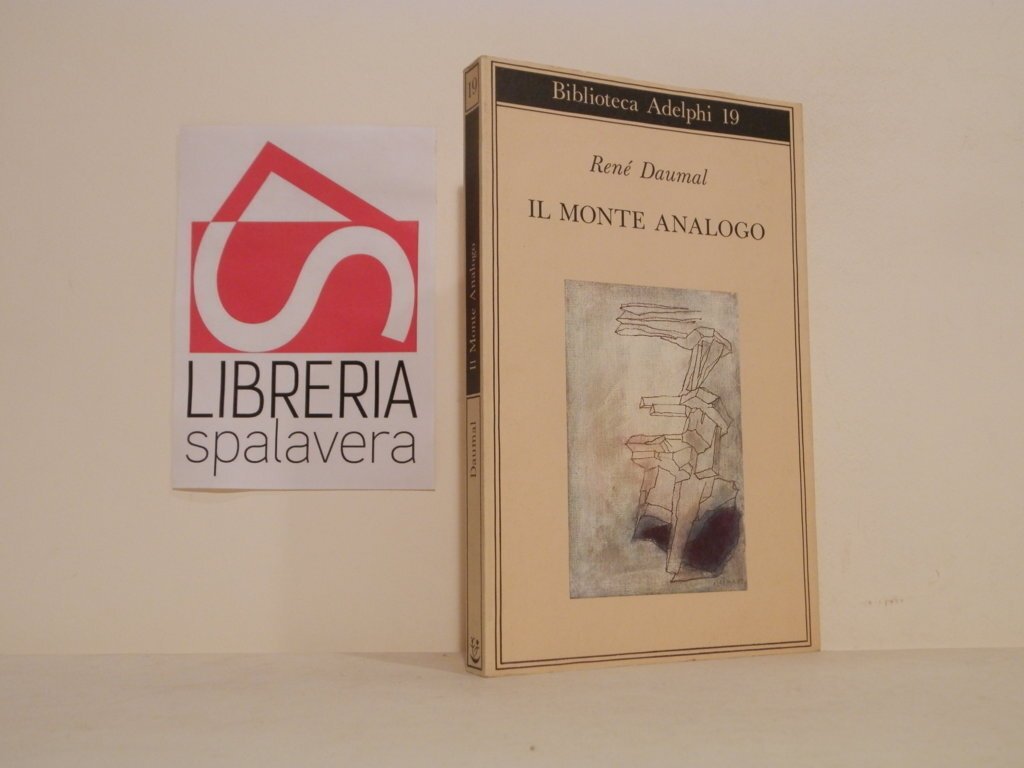 LIBRERIA
spalavera
19
Il Monte Analogo
Daumal
Biblioteca Adelphi 19
René Daumal
IL MONTE ANALOGO